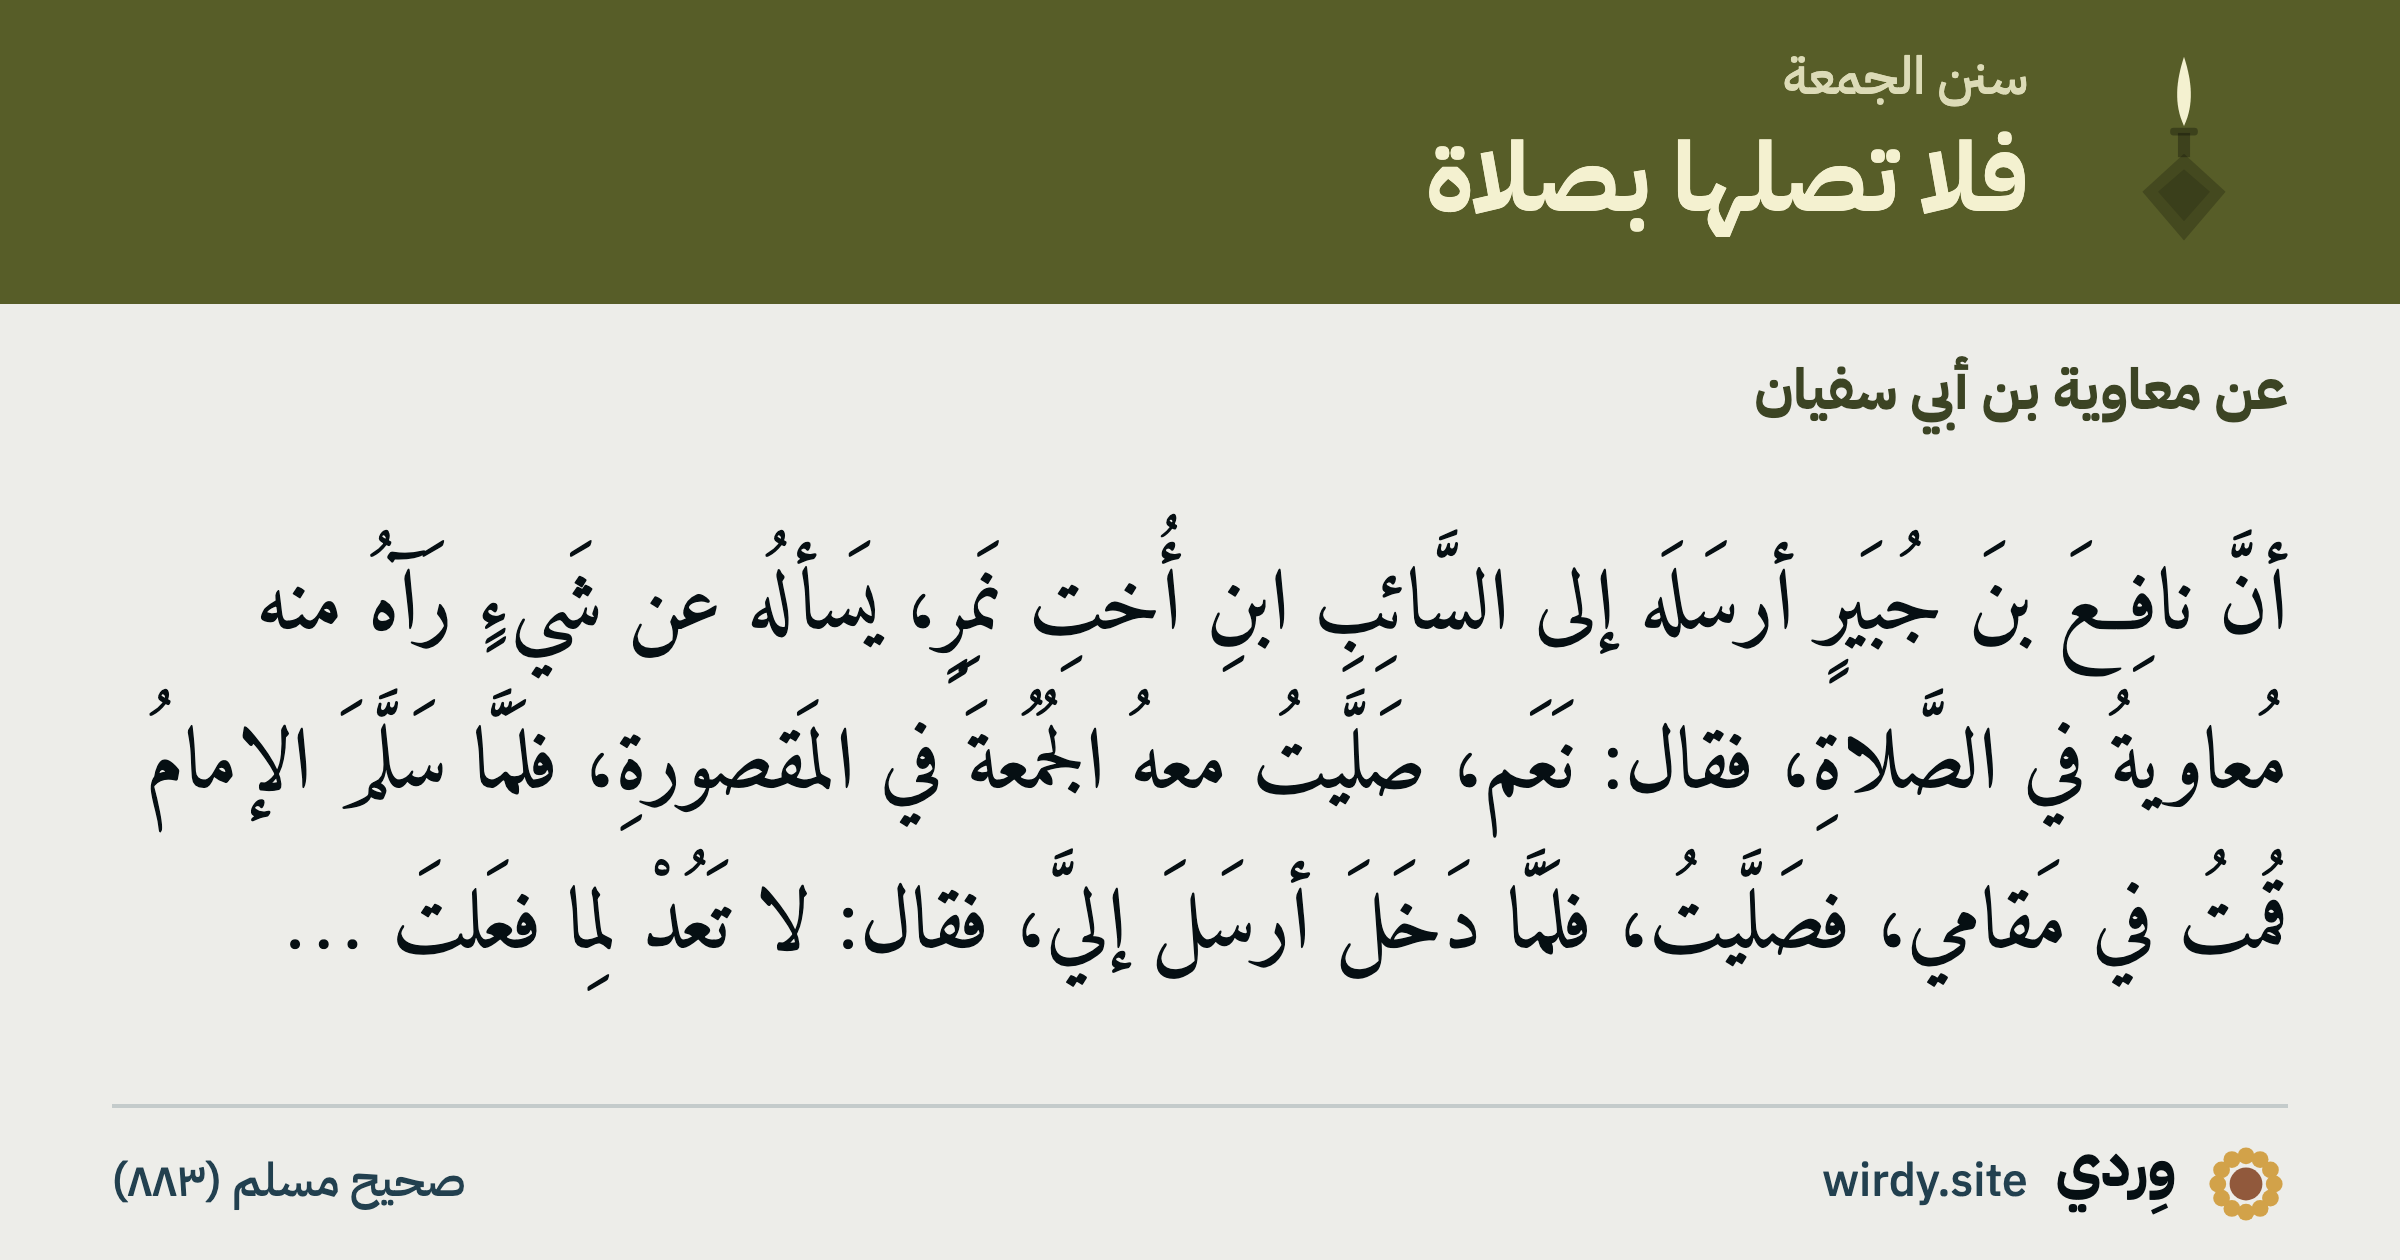 سنن الجمعة
فلا تصلها بصلاة
عن معاوية بن أبي سفيان
أنَّ نافِعَ بنَ جُبَيرٍ أرسَلَه إلى السَّائِبِ ابنِ أُختِ نَمِرٍ، يَسألُه عن شَيءٍ رَآهُ منه
مُعاويةُ في الصَّلاةِ، فقال: نَعَم، صَلَّيتُ معهُ الجُمُعةَ في المَقصورةِ، فلمَّا سَلَّمَ الإمامُ
قُمتُ في مَقامي، فصَلَّيتُ، فلَمَّا دَخَلَ أرسَلَ إليَّ، فقال: لا تَعُدْ لِما فعَلتَ ...
وِردي wirdy.site
صحيح مسلم (٨٨٣)